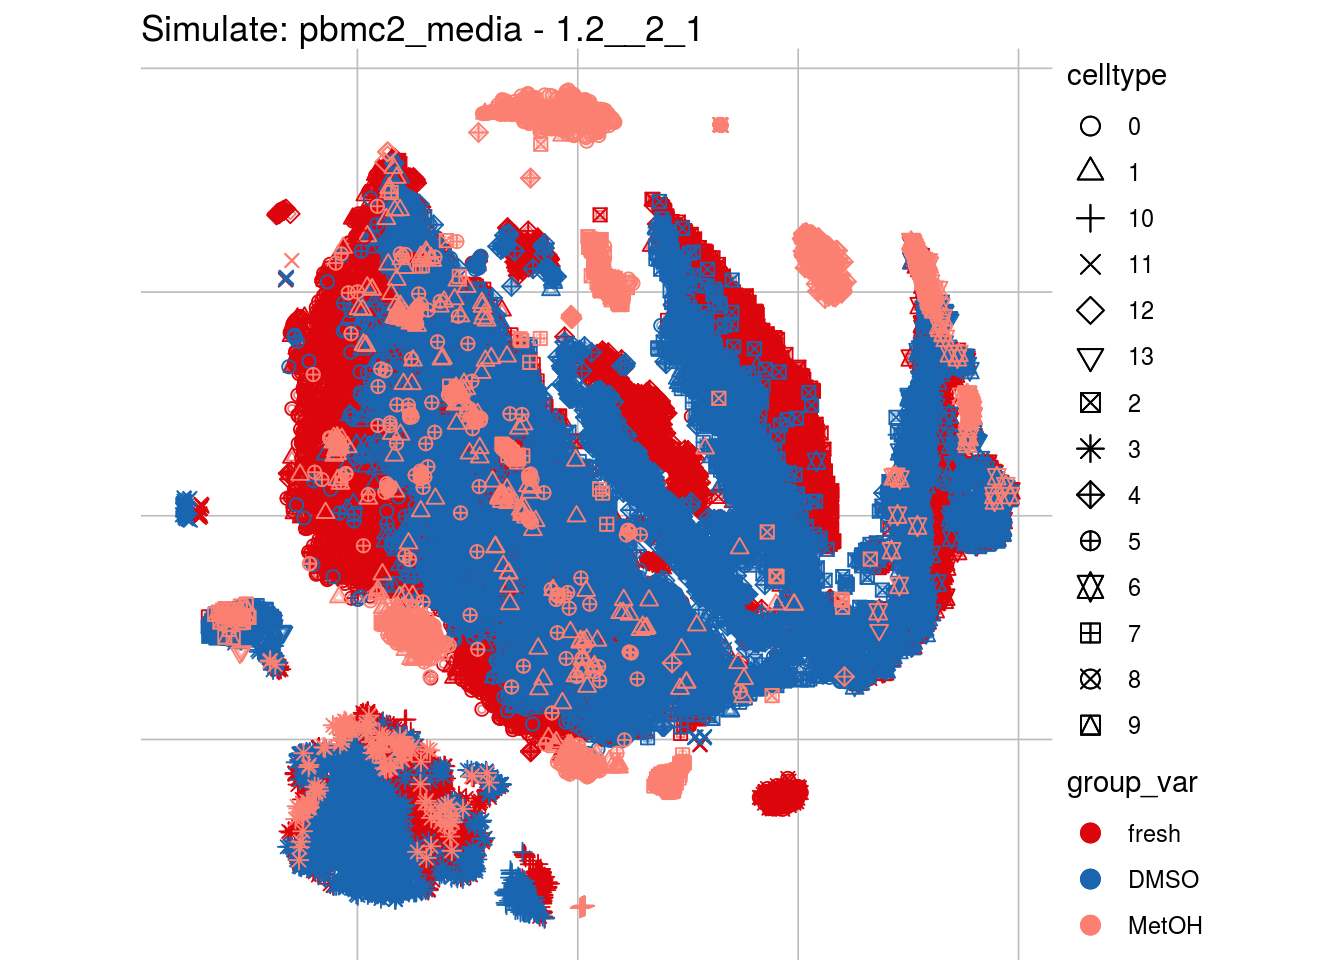 Simulate: pbmc2_media - 1.2__2_1
celltype
0
1
10
11
12
13
2
3
4
5
6
7
8
9
group_var
fresh
DMSO
MetOH